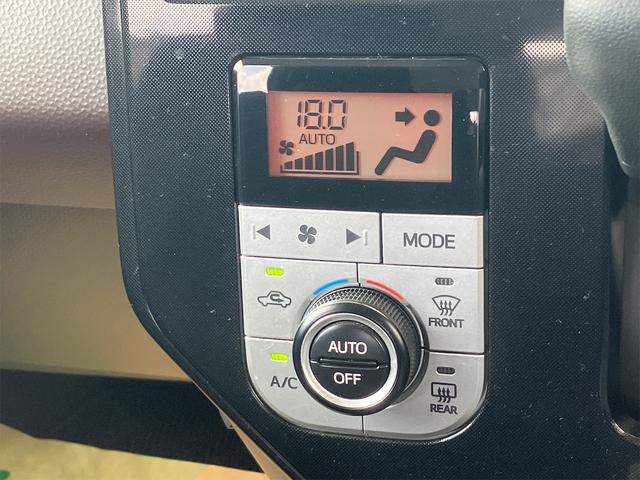 18.0
AUTO
MODE
FRONT
AUTO
OFF
A/C
REAR